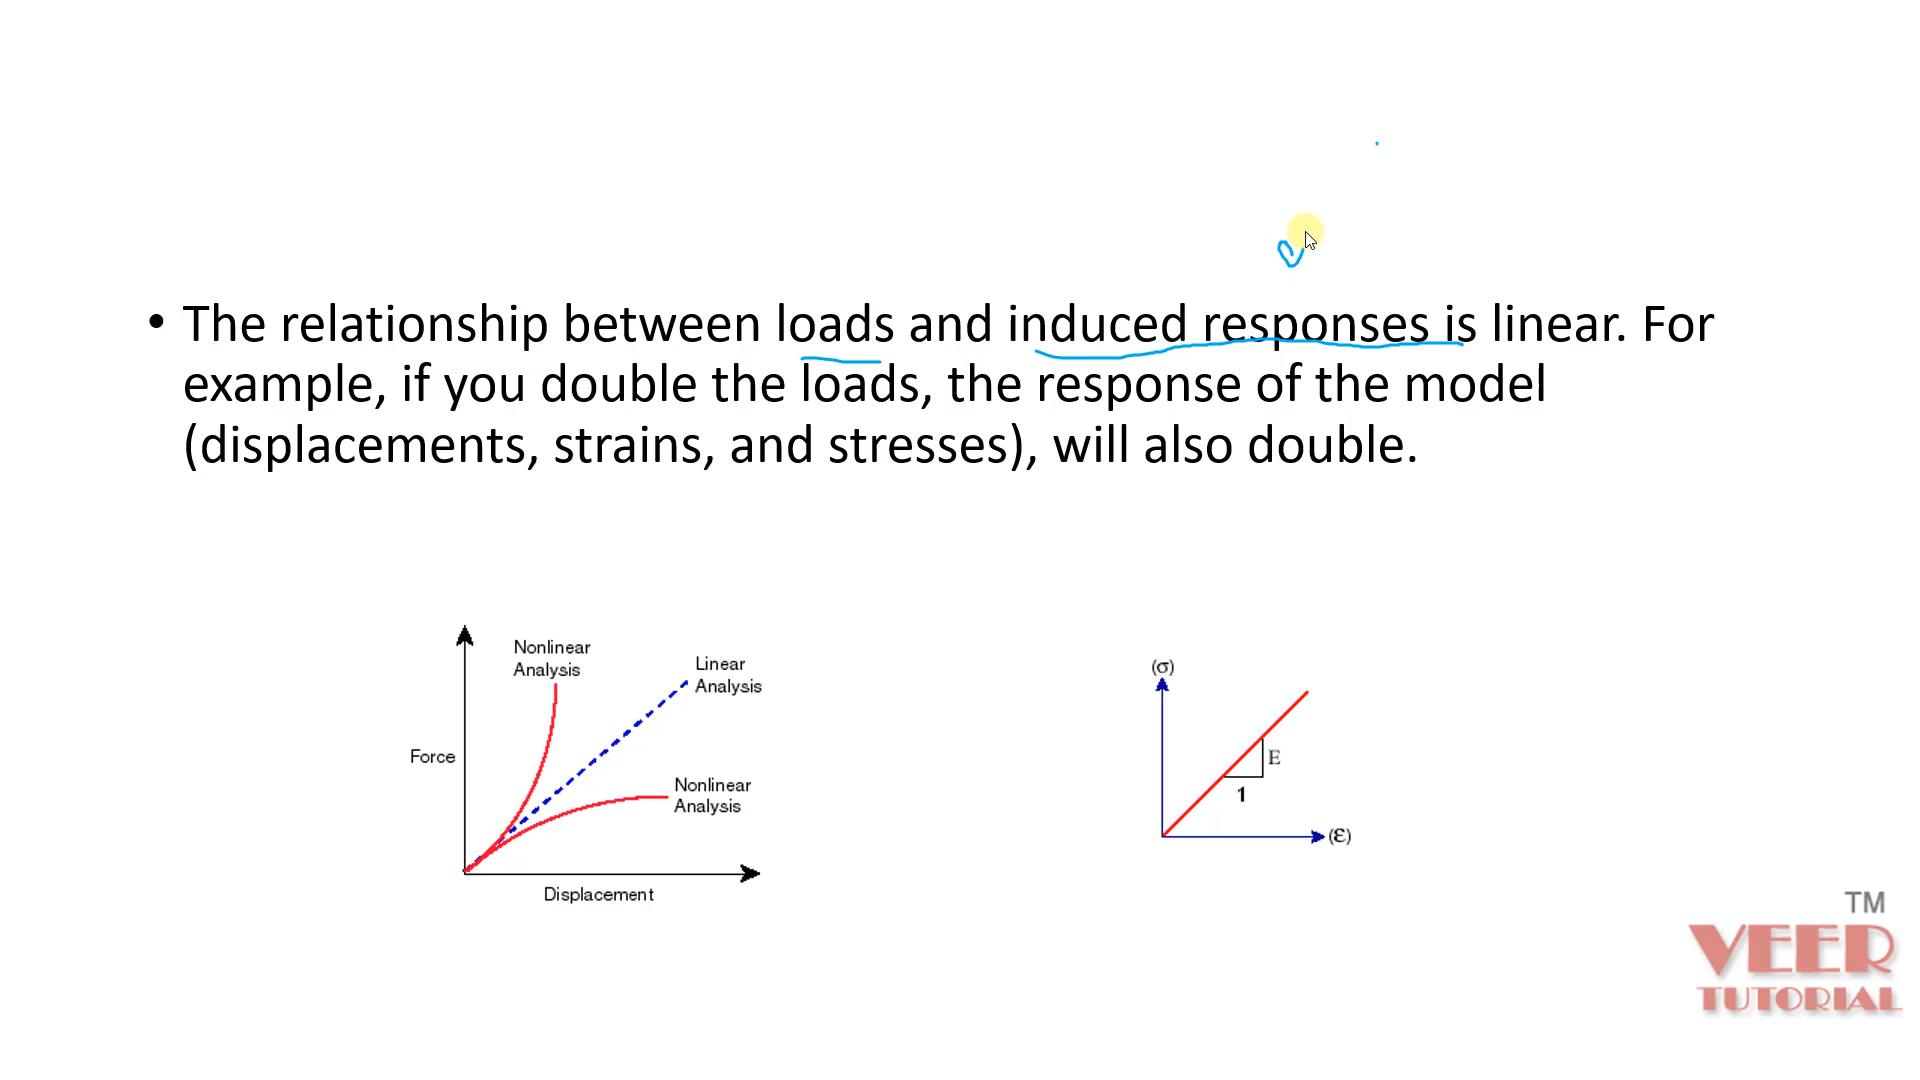 • The relationship between loads and induced responses is linear. For
example, if you double the loads, the response of the model
(displacements, strains, and stresses), will also double.
Nonlinear
Analysis
Linear
Analysis
Force
Nonlinear
Analysis
Displacement
(σ)
E
1
(ε)
TM
VEER
TUTORIAL